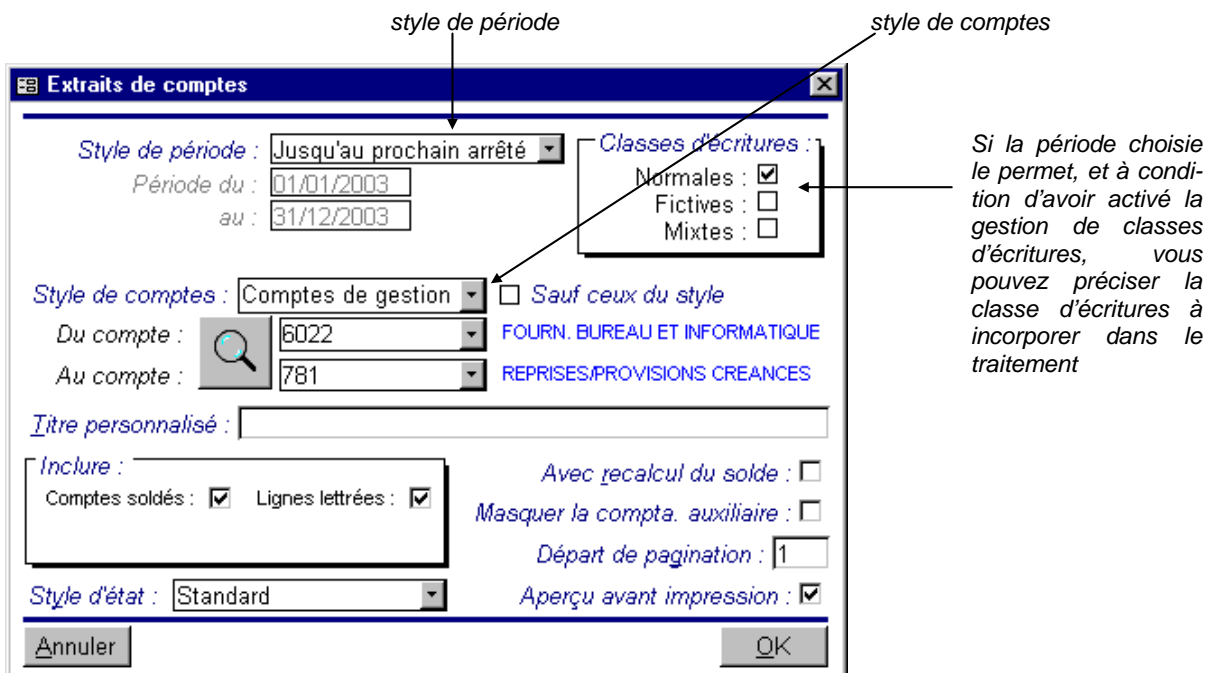 style de période
style de comptes
Extraits de comptes
Style de période : Jusqu'au prochain arrêté
Période du : 01/01/2003
au : 31/12/2003
Classes d'écritures :
Normales :
Fictives :
Mixtes :
Si la période choisie
le permet, et à condi-
tion d'avoir activé la
gestion de classes
d'écritures, vous
pouvez préciser la
classe d'écritures à
incorporer dans le
traitement
Style de comptes : Comptes de gestion Sauf ceux du style
Du compte : 6022 FOURN. BUREAU ET INFORMATIQUE
Au compte : 781 REPRISES/PROVISIONS CREANCES
Titre personnalisé :
Inclure :
Comptes soldés : Lignes lettrées :
Avec recalcul du solde :
Masquer la compta. auxiliaire :
Départ de pagination : 1
Style d'état : Standard
Aperçu avant impression :
Annuler
OK